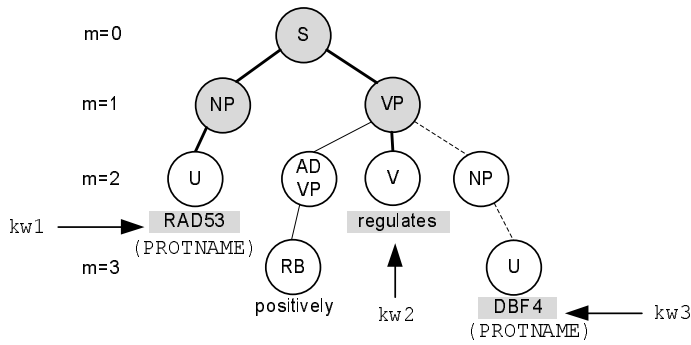 m=0
S
m=1
NP
VP
m=2
U
AD
VP
V
NP
kw1
RAD53
regulates
(PROTNAME)
m=3
RB
U
positively
kw2
DBF4
kw3
(PROTNAME)